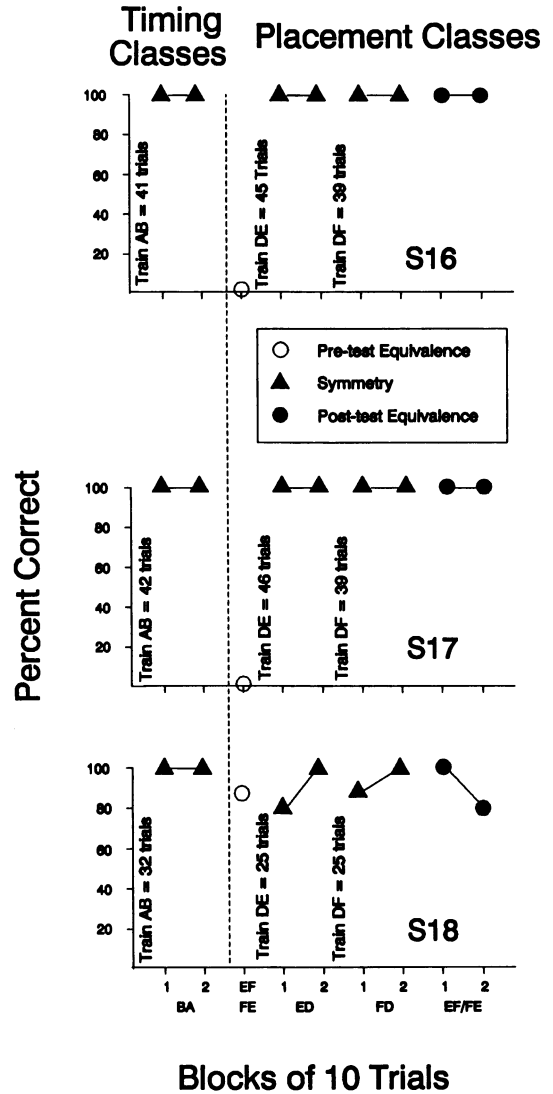 Timing
Classes
Placement Classes
100
80
60
40
20
Train AB = 41 trials
Train DE = 45 Trials
Train DF = 39 trials
S16
Pre-test Equivalence
Symmetry
Post-test Equivalence
Percent Correct
100
80
60
40
20
Train AB = 42 trials
Train DE = 46 trials
Train DF = 39 trials
S17
100
80
60
40
20
Train AB = 32 trials
Train DE = 25 trials
Train DF = 25 trials
S18
1 2 EF 1 2 1 2 1 2
BA FE ED FD EF/FE
Blocks of 10 Trials